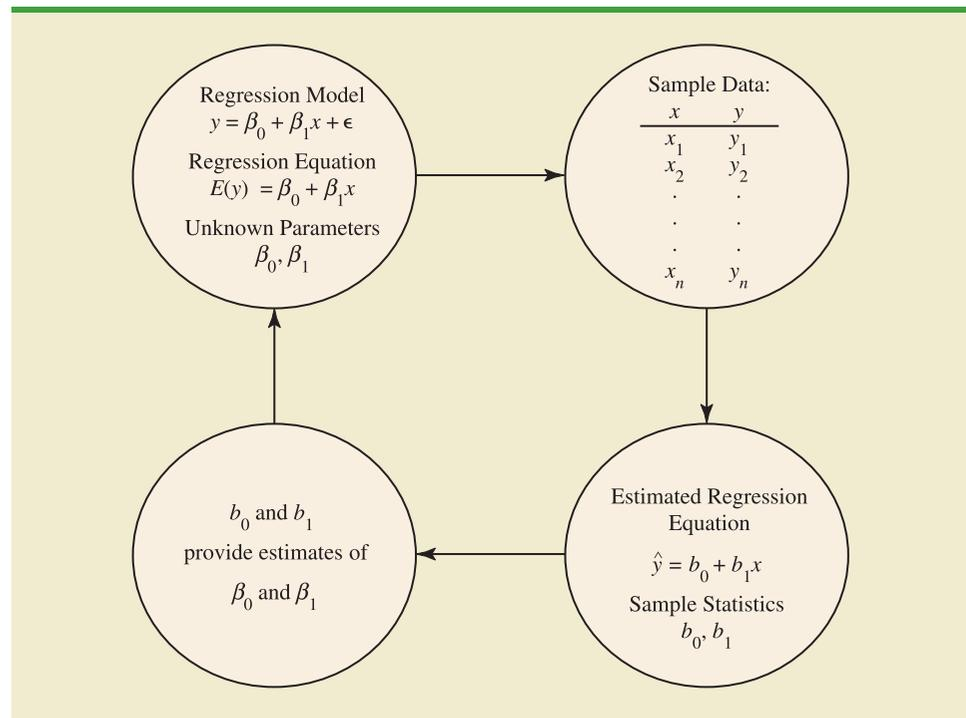 Regression Model
y = β₀ + β₁x + ϵ
Regression Equation
E(y) = β₀ + β₁x
Unknown Parameters
β₀, β₁
Sample Data:
x y
x₁ y₁
x₂ y₂
. .
. .
. .
xₙ yₙ
b₀ and b₁
provide estimates of
β₀ and β₁
Estimated Regression
Equation
ŷ = b₀ + b₁x
Sample Statistics
b₀, b₁